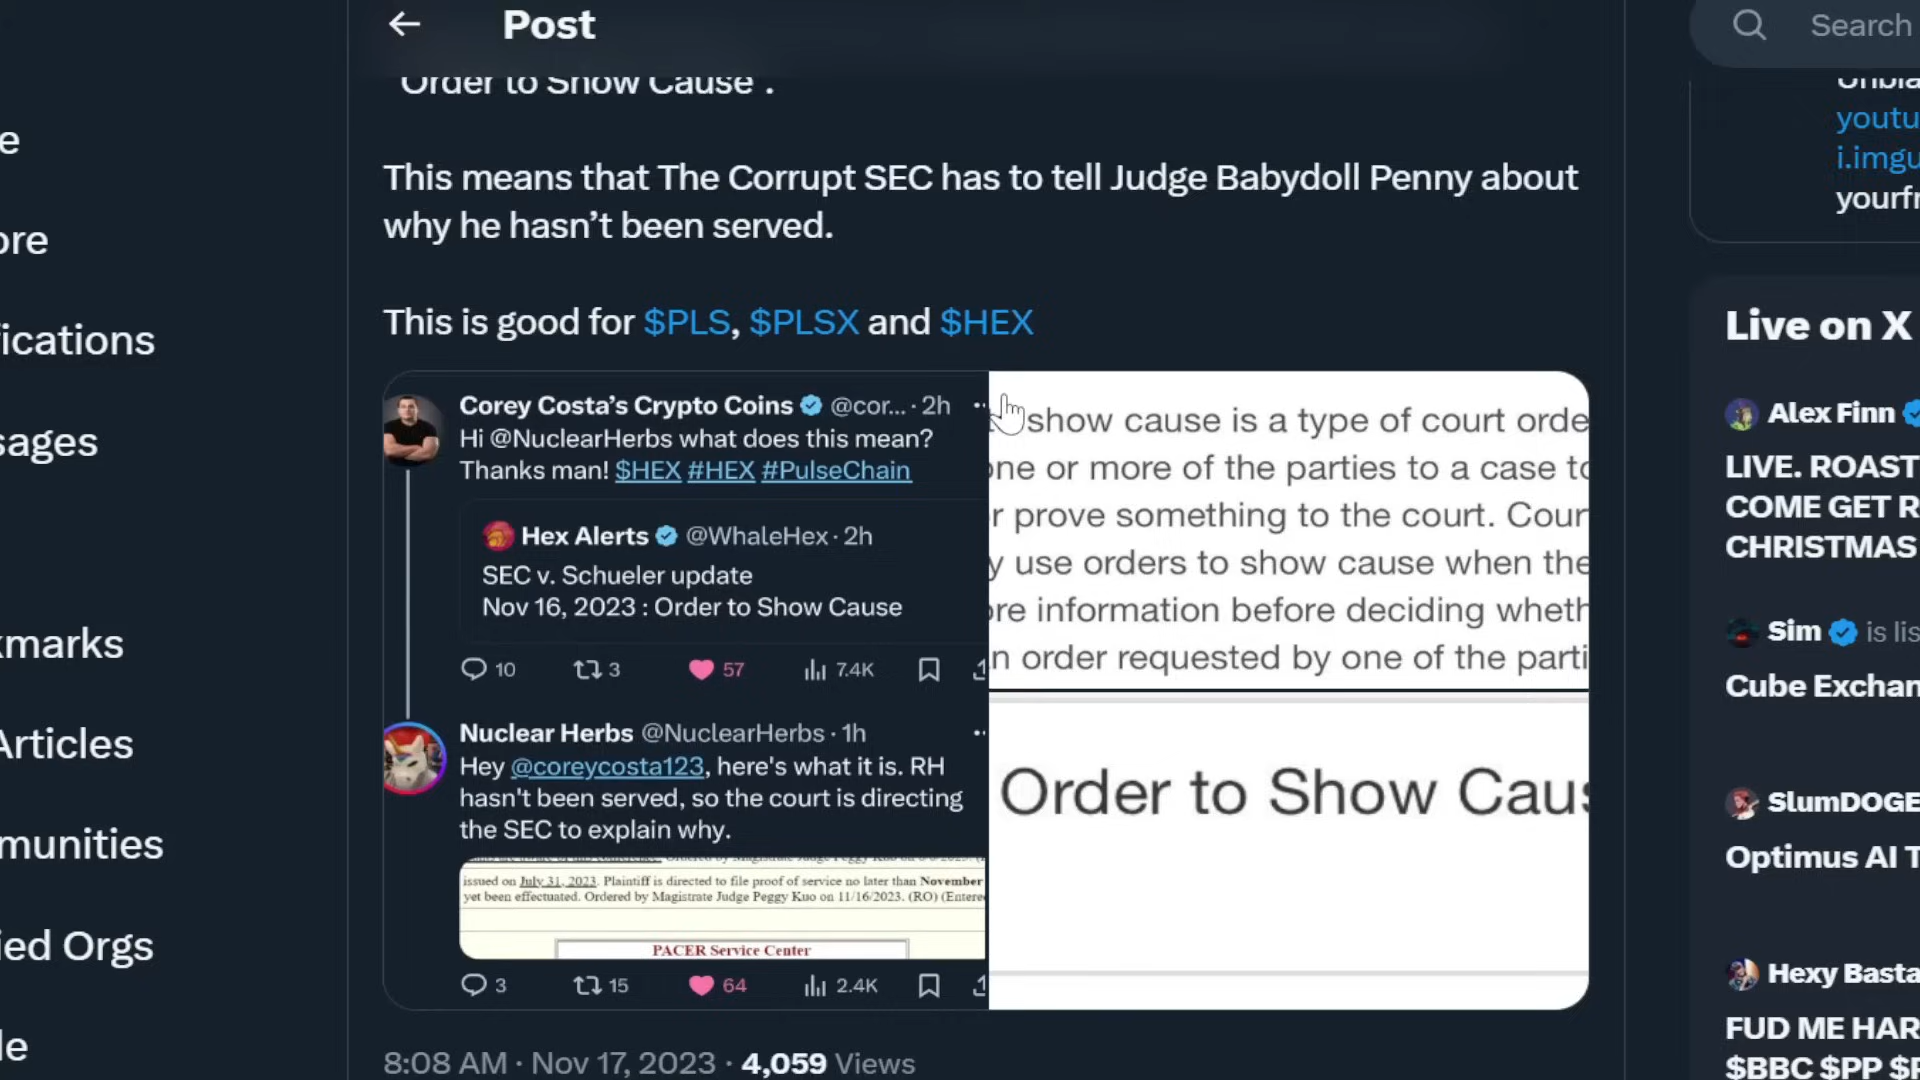 Post
Order to Show Cause".
This means that The Corrupt SEC has to tell Judge Babydoll Penny about
why he hasn't been served.
This is good for $PLS, $PLSX and $HEX
Corey Costa's Crypto Coins @cor... · 2h
Hi @NuclearHerbs what does this mean?
Thanks man! $HEX #HEX #PulseChain
Hex Alerts @WhaleHex · 2h
SEC v. Schueler update
Nov 16, 2023 : Order to Show Cause
10 3 57 7.4K
Nuclear Herbs @NuclearHerbs · 1h
Hey @coreycosta123, here's what it is. RH
hasn't been served, so the court is directing
the SEC to explain why.
issued on July 31, 2023. Plaintiff is directed to file proof of service no later than November
yet been effectuated. Ordered by Magistrate Judge Peggy Kuo on 11/16/2023. (RO) (Entere
PACER Service Center
3 15 64 2.4K
show cause is a type of court orde
one or more of the parties to a case to
r prove something to the court. Cour
y use orders to show cause when the
ore information before deciding wheth
n order requested by one of the parti
Order to Show Caus
8:08 AM · Nov 17, 2023 · 4,059 Views
e
ore
ications
sages
kmarks
Articles
munities
ied Orgs
le
Search
youtu
i.imgu
yourfr
Live on X
Alex Finn
LIVE. ROAST
COME GET R
CHRISTMAS
Sim is lis
Cube Exchan
SlumDOGE
Optimus AI T
Hexy Basta
FUD ME HAR
$BBC $PP $F